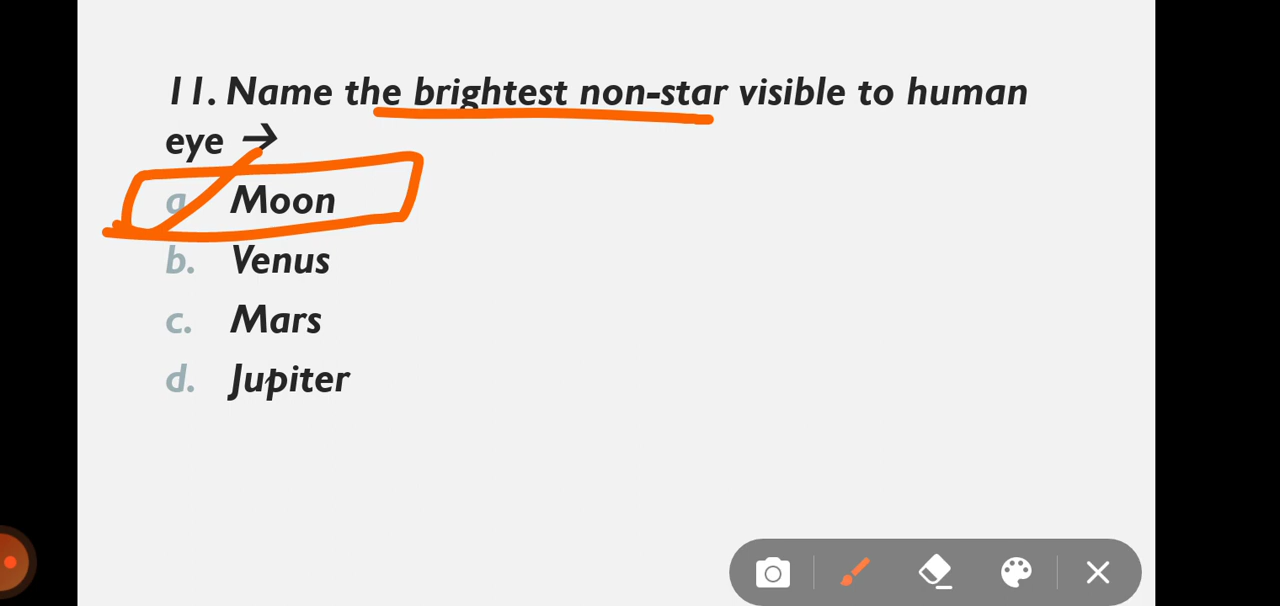 11. Name the brightest non-star visible to human
eye →
a. Moon
b. Venus
c. Mars
d. Jupiter